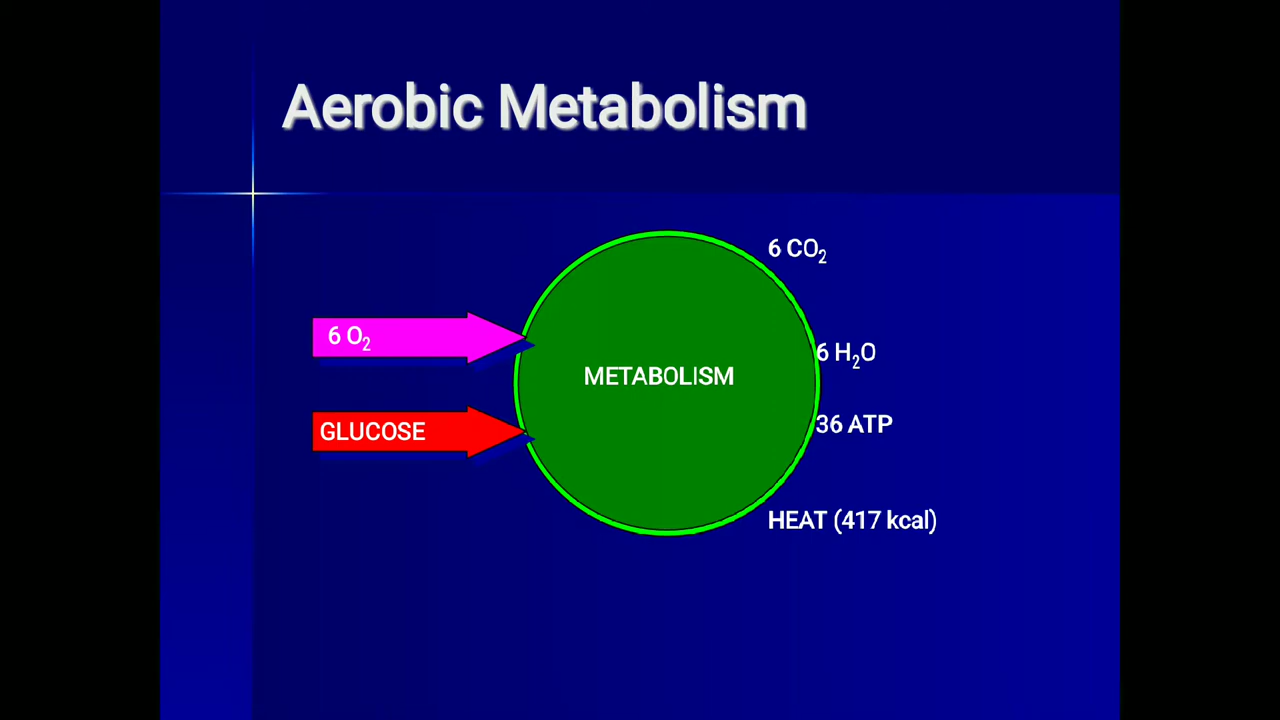 Aerobic Metabolism
6 O₂
GLUCOSE
METABOLISM
6 CO₂
6 H₂O
36 ATP
HEAT (417 kcal)